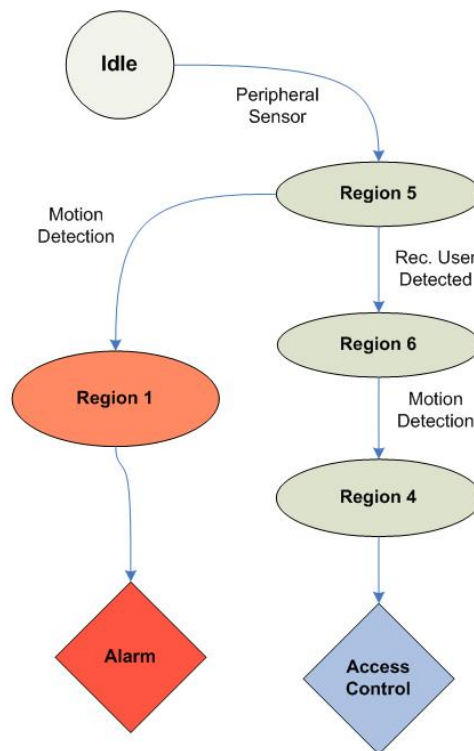 Idle
Peripheral
Sensor
Region 5
Motion
Detection
Rec. User
Detected
Region 6
Region 1
Motion
Detection
Region 4
Alarm
Access
Control